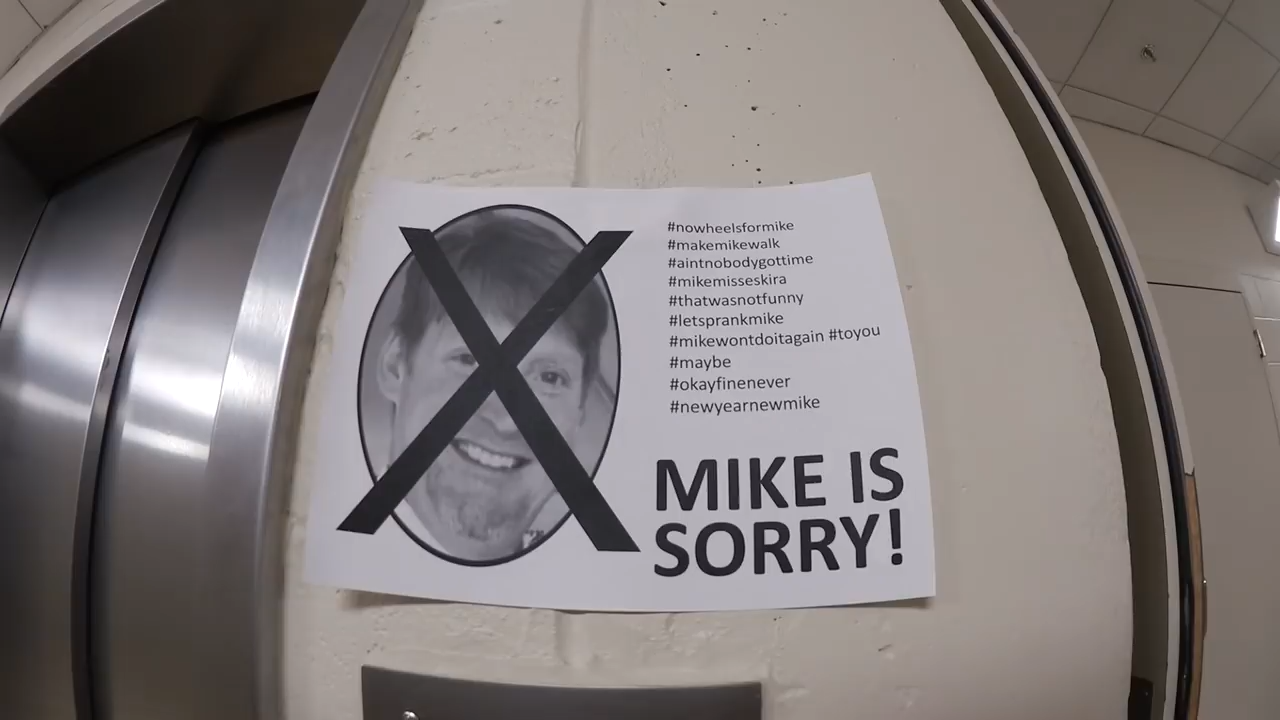 #nowheelsformike
#makemikewalk
#aintnobodygottime
#mikemisseskira
#thatwasnotfunny
#letsprankmike
#mikewontdoitagain #toyou
#maybe
#okayfinenever
#newyearnewmike
MIKE IS
SORRY!